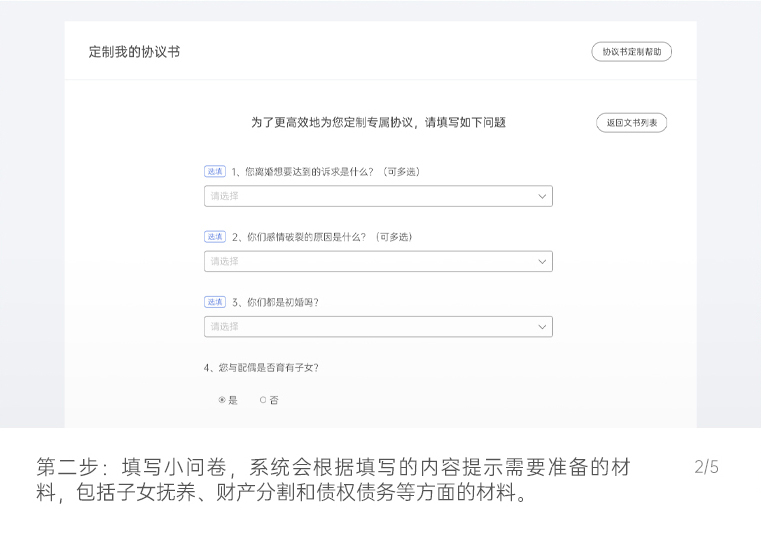 定制我的协议书
协议书定制帮助
为了更高效地为您定制专属协议，请填写如下问题
返回文书列表
选填 1、您离婚想要达到的诉求是什么？（可多选）
请选择
选填 2、你们感情破裂的原因是什么？（可多选）
请选择
选填 3、你们都是初婚吗？
请选择
4、您与配偶是否育有子女？
是 否
第二步：填写小问卷，系统会根据填写的内容提示需要准备的材
料，包括子女抚养、财产分割和债权债务等方面的材料。
2/5